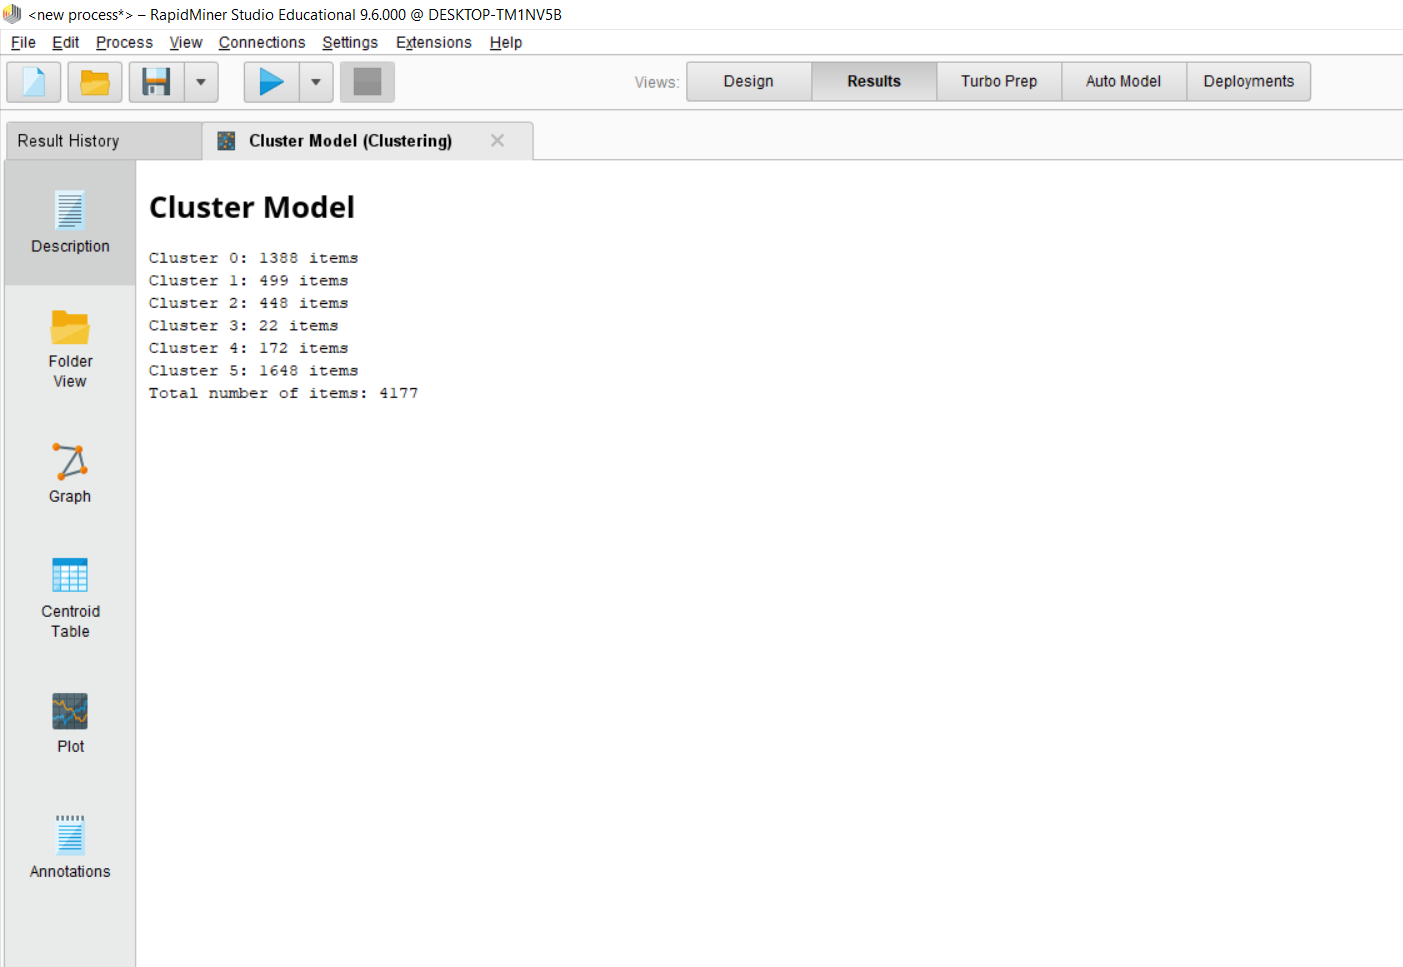 <new process*> – RapidMiner Studio Educational 9.6.000 @ DESKTOP-TM1NV5B
File Edit Process View Connections Settings Extensions Help
Views: Design Results Turbo Prep Auto Model Deployments
Result History Cluster Model (Clustering)
Description
Folder
View
Graph
Centroid
Table
Plot
Annotations
Cluster Model
Cluster 0: 1388 items
Cluster 1: 499 items
Cluster 2: 448 items
Cluster 3: 22 items
Cluster 4: 172 items
Cluster 5: 1648 items
Total number of items: 4177